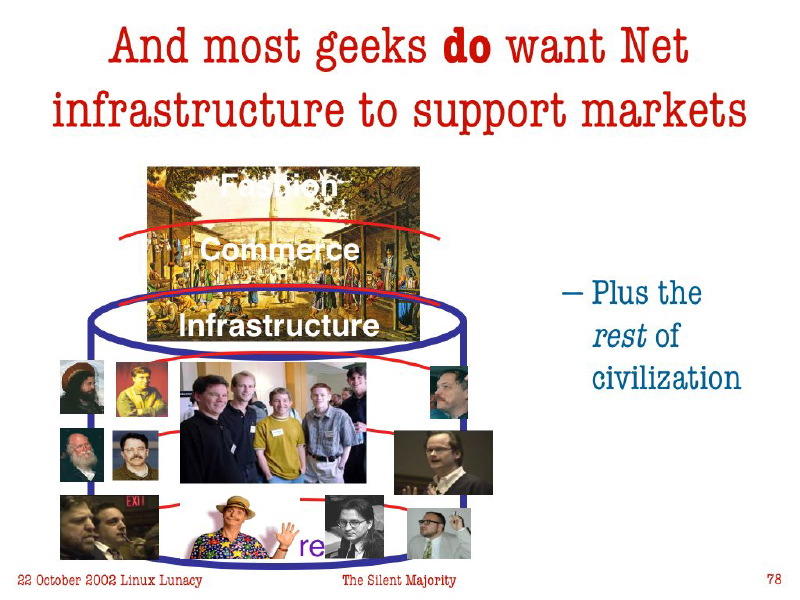 And most geeks do want Net
infrastructure to support markets
Fashion
Commerce
Infrastructure
– Plus the
rest of
civilization
EXIT
re
22 October 2002 Linux Lunacy
The Silent Majority
78